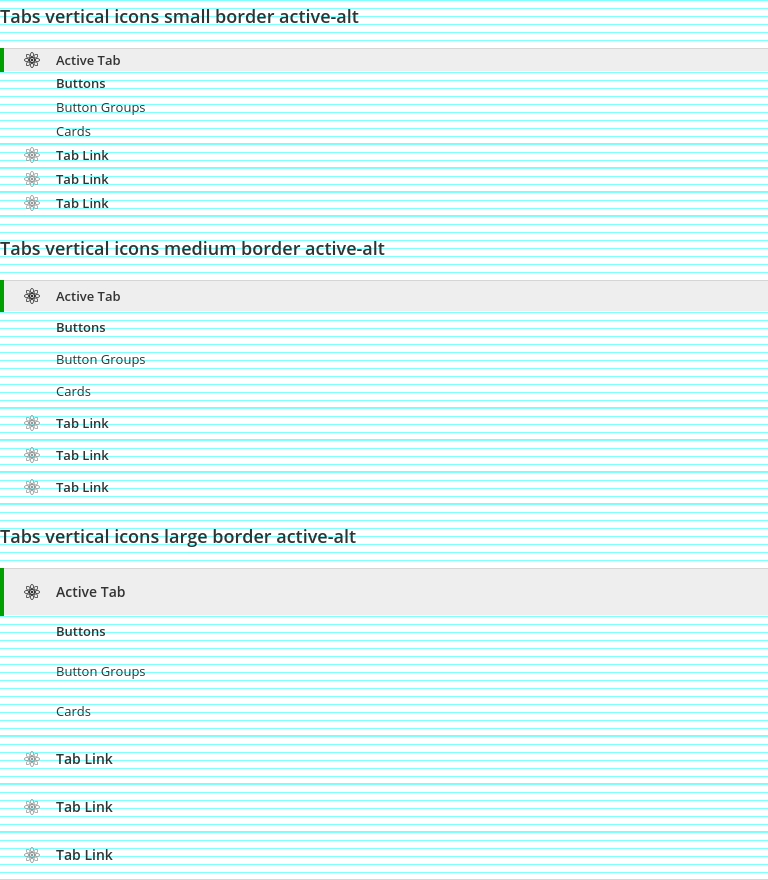 Tabs vertical icons small border active-alt
Active Tab
Buttons
Button Groups
Cards
Tab Link
Tab Link
Tab Link
Tabs vertical icons medium border active-alt
Active Tab
Buttons
Button Groups
Cards
Tab Link
Tab Link
Tab Link
Tabs vertical icons large border active-alt
Active Tab
Buttons
Button Groups
Cards
Tab Link
Tab Link
Tab Link